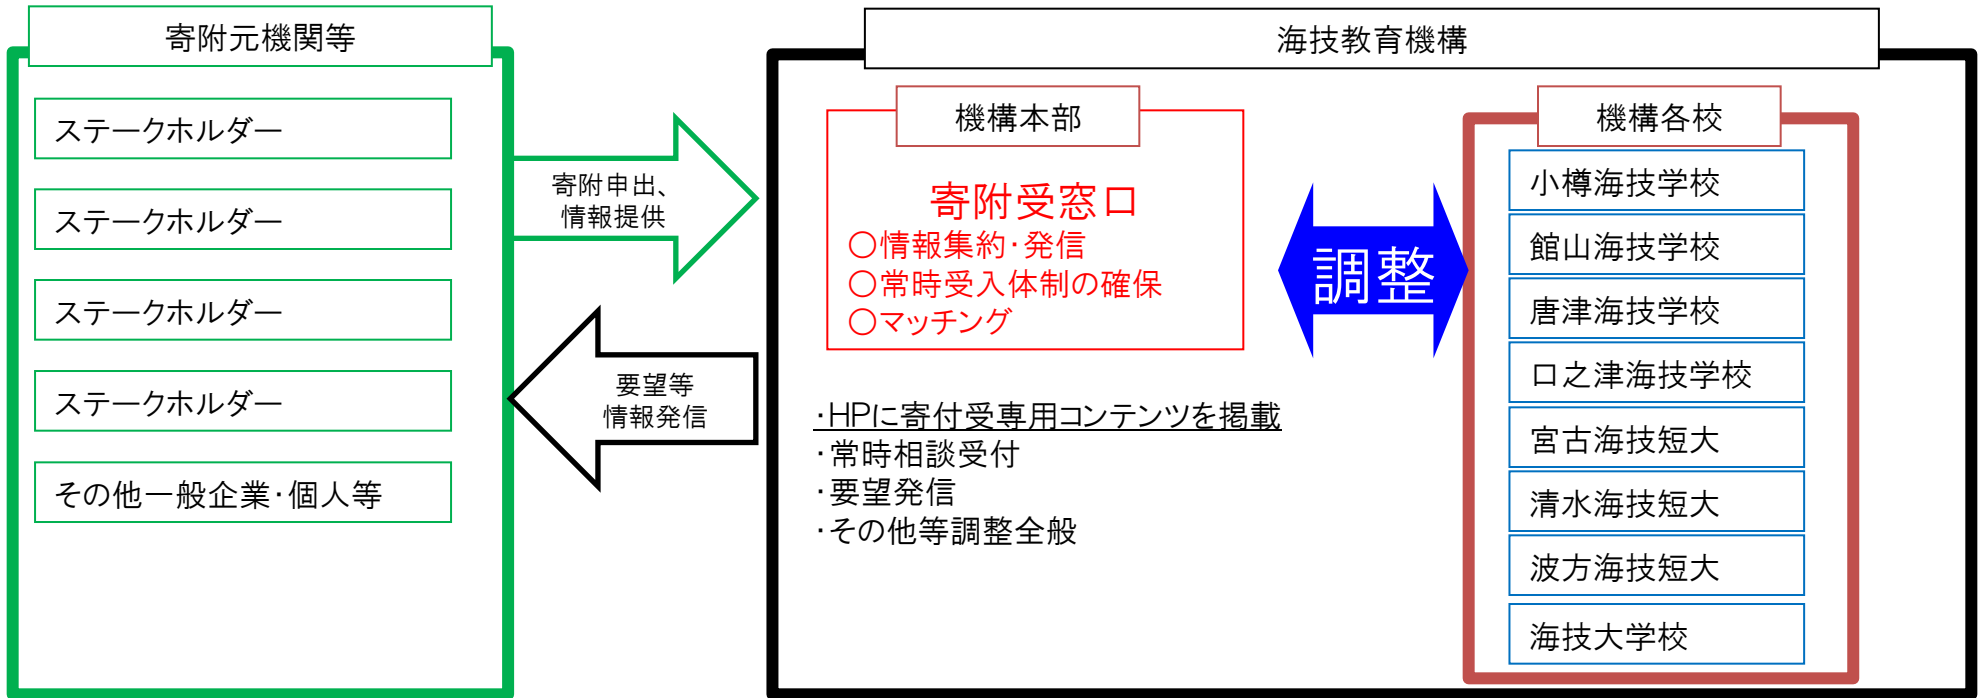 寄附元機関等
ステークホルダー
ステークホルダー
ステークホルダー
ステークホルダー
その他一般企業・個人等
寄附申出、
情報提供
要望等
情報発信
海技教育機構
機構本部
寄附受窓口
○情報集約・発信
○常時受入体制の確保
○マッチング
・HPに寄付受専用コンテンツを掲載
・常時相談受付
・要望発信
・その他等調整全般
調整
機構各校
小樽海技学校
館山海技学校
唐津海技学校
口之津海技学校
宮古海技短大
清水海技短大
波方海技短大
海技大学校